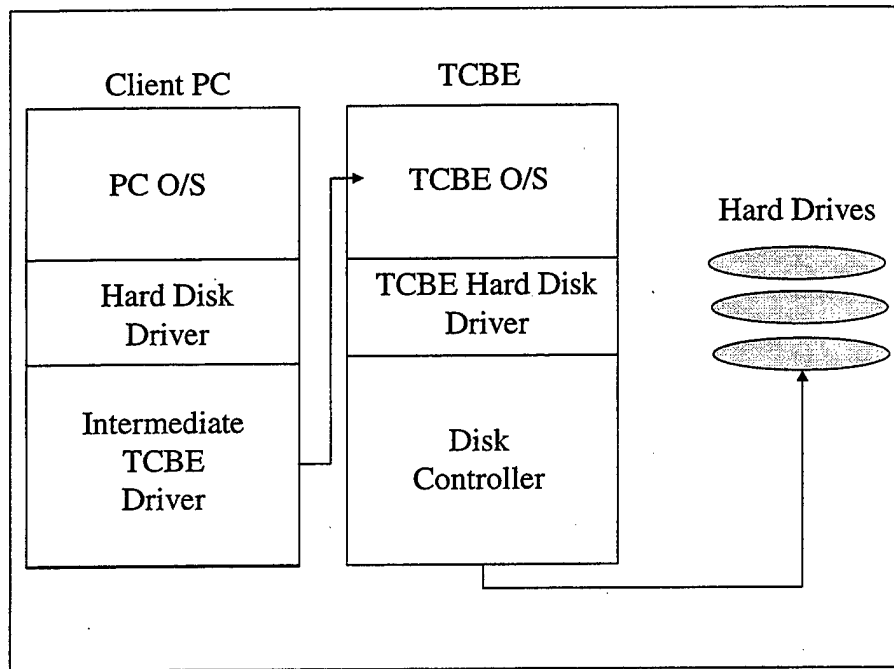 Client PC
PC O/S
Hard Disk
Driver
Intermediate
TCBE
Driver
TCBE
TCBE O/S
TCBE Hard Disk
Driver
Disk
Controller
Hard Drives